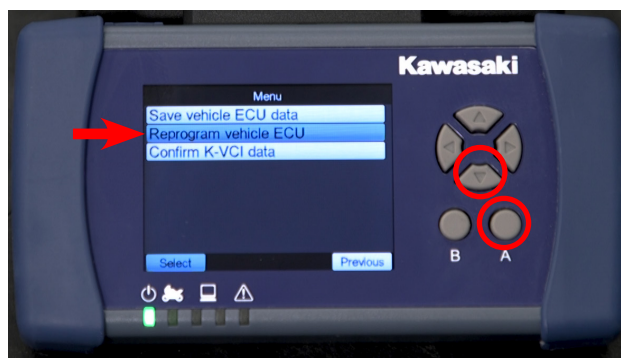 Kawasaki
Menu
Save vehicle ECU data
Reprogram vehicle ECU
Confirm K-VCI data
Select
Previous
B
A